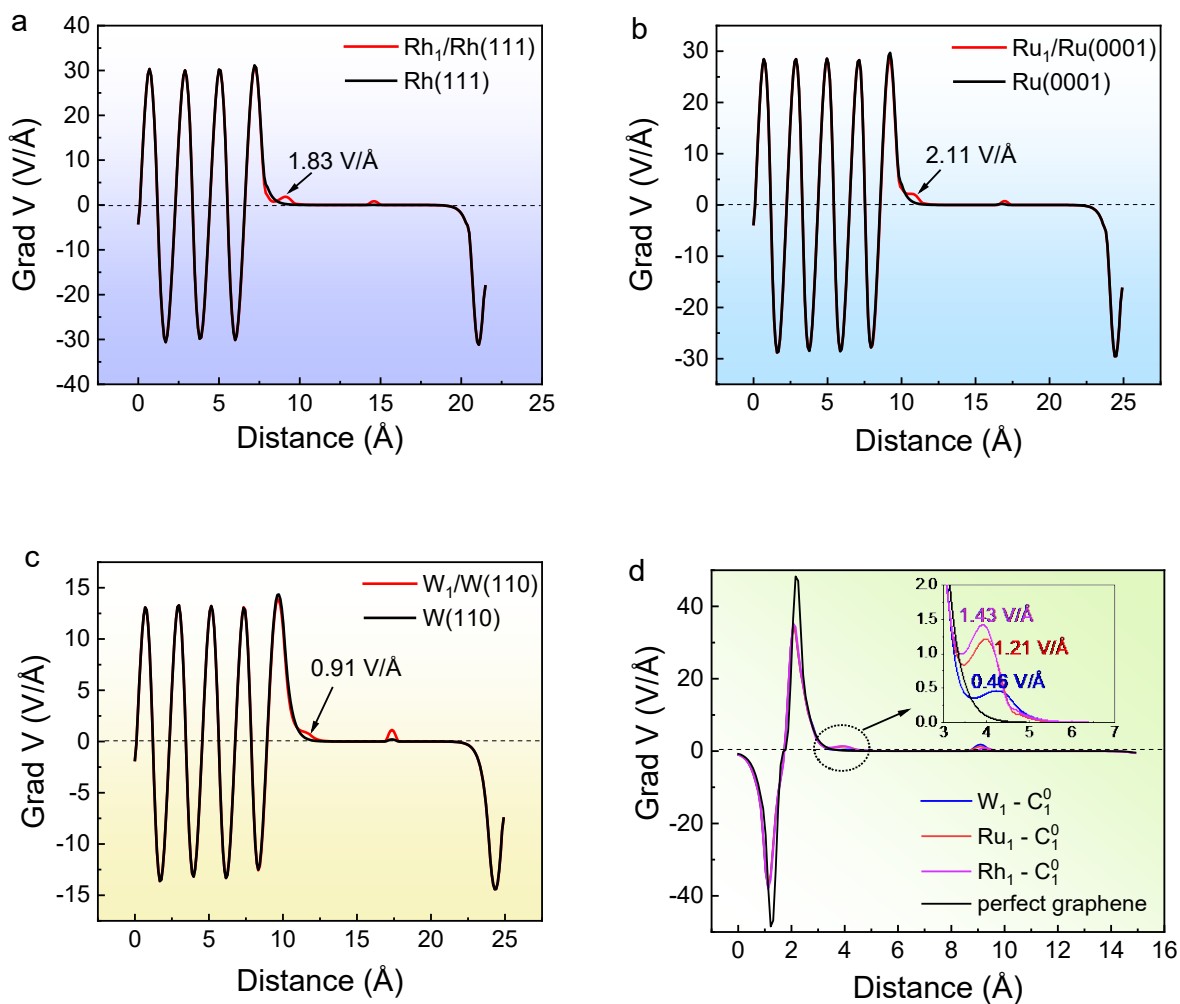 a
Rh₁/Rh(111)
Rh(111)
1.83 V/Å
Grad V (V/Å)
40
30
20
10
0
-10
-20
-30
-40
0 5 10 15 20 25
Distance (Å)
b
Ru₁/Ru(0001)
Ru(0001)
2.11 V/Å
Grad V (V/Å)
30
20
10
0
-10
-20
-30
0 5 10 15 20 25
Distance (Å)
c
W₁/W(110)
W(110)
0.91 V/Å
Grad V (V/Å)
15
10
5
0
-5
-10
-15
0 5 10 15 20 25
Distance (Å)
d
2.0
1.5
1.0
0.5
0.0
3 4 5 6 7
1.43 V/Å
1.21 V/Å
0.46 V/Å
Grad V (V/Å)
40
20
0
-20
-40
W₁ - C₁⁰
Ru₁ - C₁⁰
Rh₁ - C₁⁰
perfect graphene
0 2 4 6 8 10 12 14 16
Distance (Å)